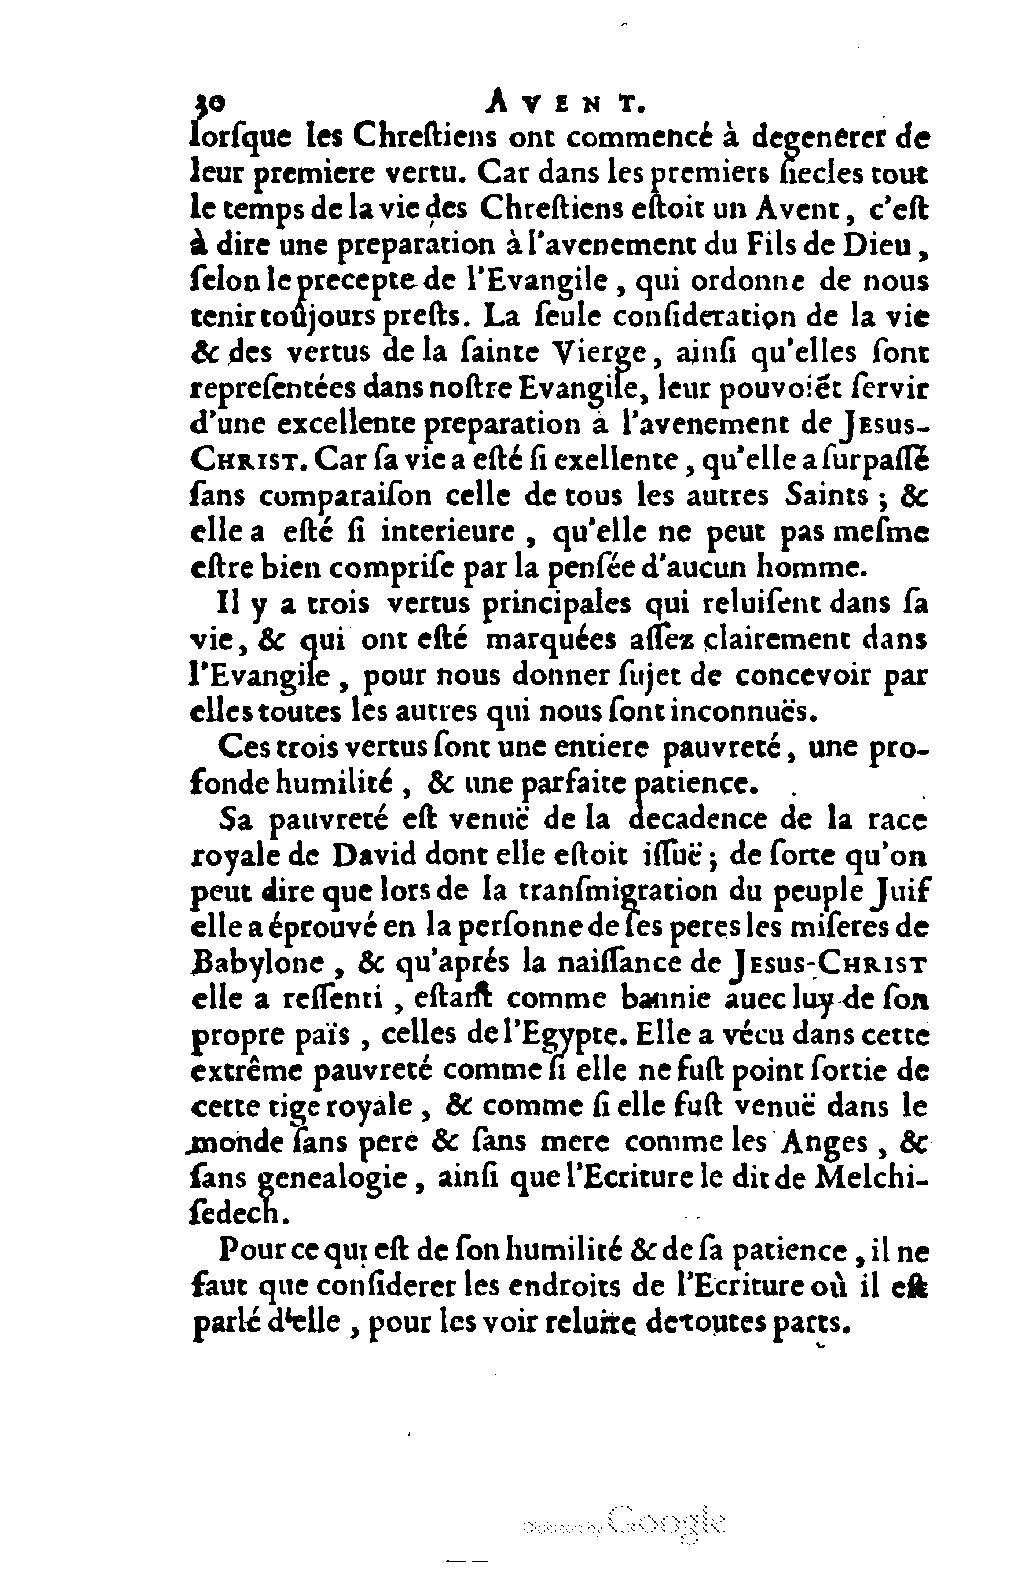 30 AVENT.
lorſque les Chreſtiens ont commencé à degenerer de
leur premiere vertu. Car dans les premiers ſiecles tout
le temps de la vie des Chreſtiens eſtoit un Avent, c'eſt
à dire une preparation à l'avenement du Fils de Dieu,
ſelon le precepte de l'Evangile, qui ordonne de nous
tenir toûjours preſts. La ſeule conſideration de la vie
& des vertus de la ſainte Vierge, ainſi qu'elles ſont
repreſentées dans noſtre Evangile, leur pouvoiẽt ſervir
d'une excellente preparation à l'avenement de JESUS-
CHRIST. Car ſa vie a eſté ſi exellente, qu'elle a ſurpaſſé
ſans comparaiſon celle de tous les autres Saints; &
elle a eſté ſi interieure, qu'elle ne peut pas meſme
eſtre bien compriſe par la penſée d'aucun homme.
Il y a trois vertus principales qui reluiſent dans ſa
vie, & qui ont eſté marquées aſſez clairement dans
l'Evangile, pour nous donner ſujet de concevoir par
elles toutes les autres qui nous ſont inconnuës.
Ces trois vertus ſont une entiere pauvreté, une pro-
fonde humilité, & une parfaite patience.
Sa pauvreté eſt venuë de la decadence de la race
royale de David dont elle eſtoit iſſuë; de ſorte qu'on
peut dire que lors de la tranſmigration du peuple Juif
elle a éprouvé en la perſonne de ſes peres les miſeres de
Babylone, & qu'aprés la naiſſance de JESUS-CHRIST
elle a reſſenti, eſtant comme bannie auec luy de ſon
propre païs, celles de l'Egypte. Elle a vécu dans cette
extrême pauvreté comme ſi elle ne fuſt point ſortie de
cette tige royale, & comme ſi elle fuſt venuë dans le
monde ſans pere & ſans mere comme les Anges, &
ſans genealogie, ainſi que l'Ecriture le dit de Melchi-
ſedech.
Pour ce qui eſt de ſon humilité & de ſa patience, il ne
faut que conſiderer les endroits de l'Ecriture où il eſt
parlé d'elle, pour les voir reluire de toutes parts.
Digitized by Google